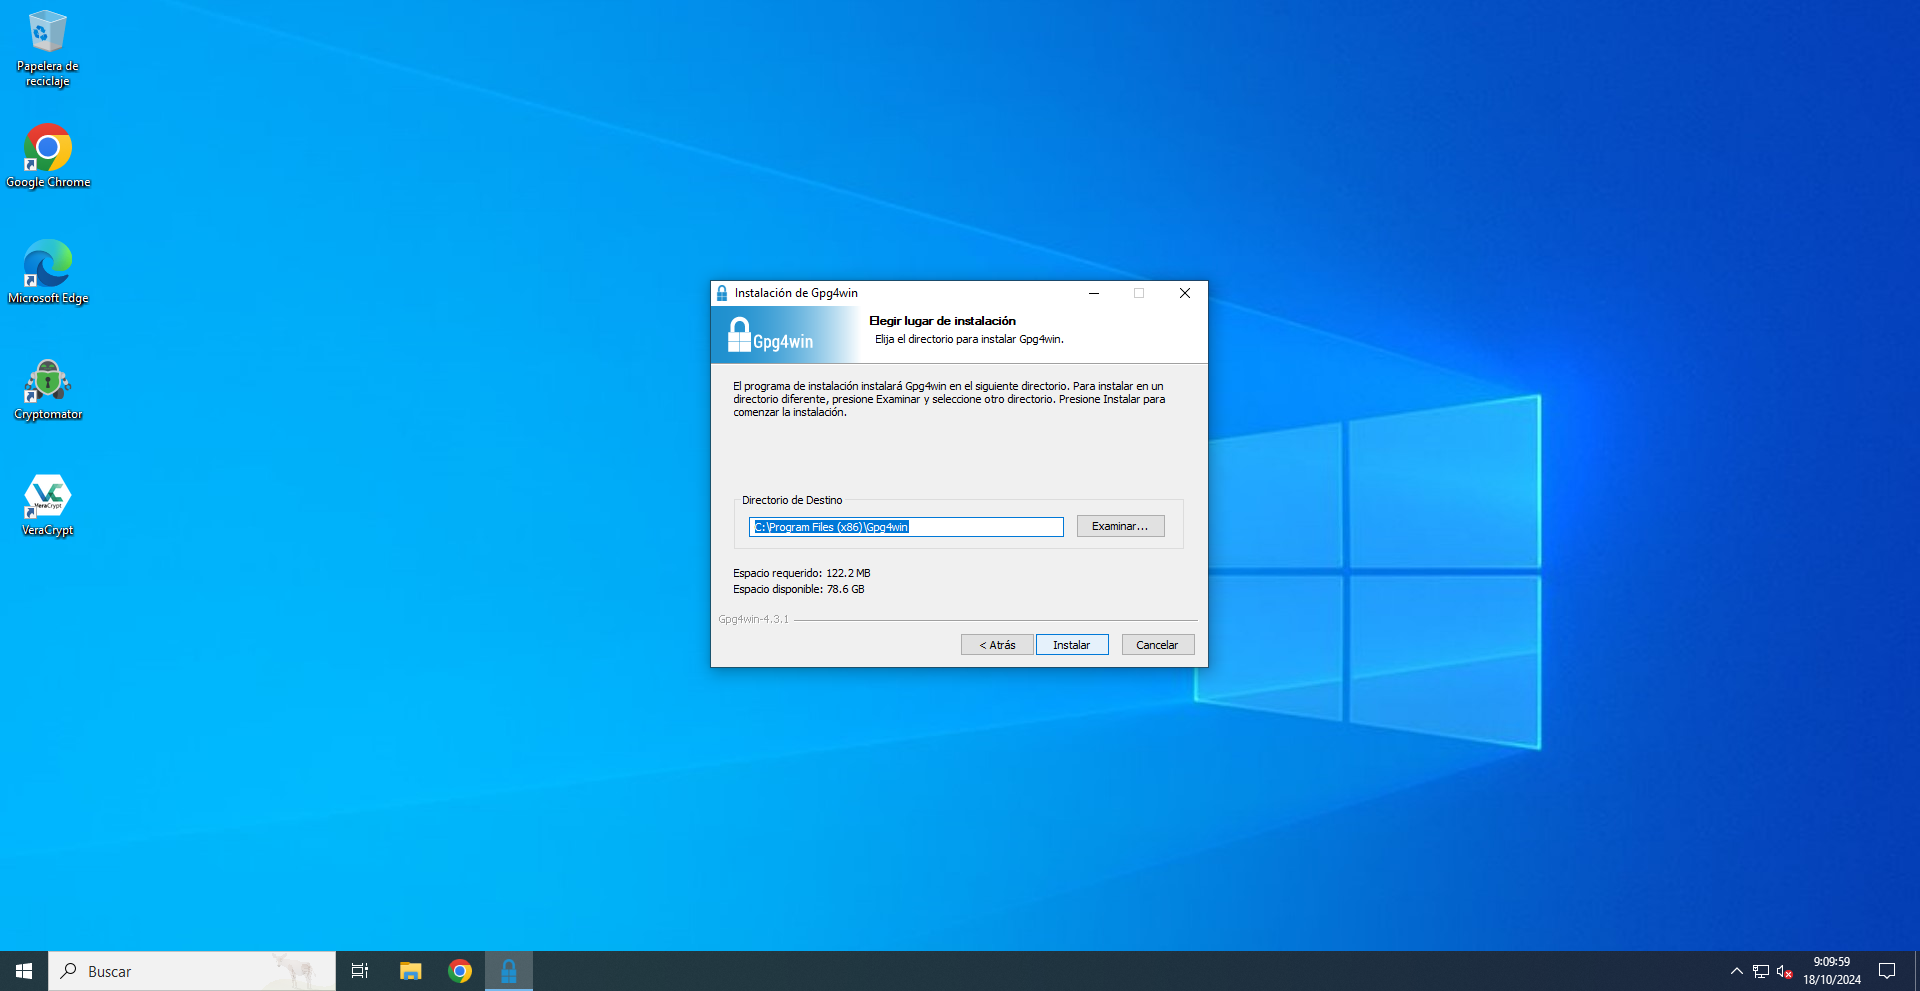 Papelera de
reciclaje
Google Chrome
Microsoft Edge
Cryptomator
VeraCrypt
VeraCrypt
Instalación de Gpg4win
Gpg4win
Elegir lugar de instalación
Elija el directorio para instalar Gpg4win.
El programa de instalación instalará Gpg4win en el siguiente directorio. Para instalar en un
directorio diferente, presione Examinar y seleccione otro directorio. Presione Instalar para
comenzar la instalación.
Directorio de Destino
C:\Program Files (x86)\Gpg4win
Examinar...
Espacio requerido: 122.2 MB
Espacio disponible: 78.6 GB
Gpg4win-4.3.1
< Atrás
Instalar
Cancelar
Buscar
9:09:59
18/10/2024